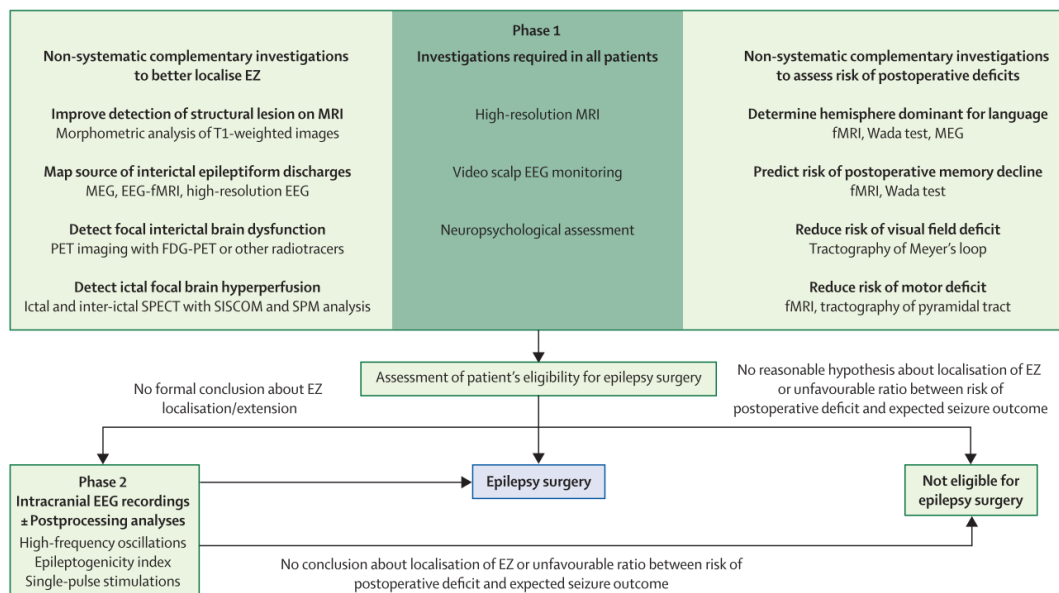 Phase 1
Non-systematic complementary investigations
to better localise EZ
Improve detection of structural lesion on MRI
Morphometric analysis of T1-weighted images
Map source of interictal epileptiform discharges
MEG, EEG-fMRI, high-resolution EEG
Detect focal interictal brain dysfunction
PET imaging with FDG-PET or other radiotracers
Detect ictal focal brain hyperperfusion
Ictal and inter-ictal SPECT with SISCOM and SPM analysis
Investigations required in all patients
High-resolution MRI
Video scalp EEG monitoring
Neuropsychological assessment
Non-systematic complementary investigations
to assess risk of postoperative deficits
Determine hemisphere dominant for language
fMRI, Wada test, MEG
Predict risk of postoperative memory decline
fMRI, Wada test
Reduce risk of visual field deficit
Tractography of Meyer's loop
Reduce risk of motor deficit
fMRI, tractography of pyramidal tract
Assessment of patient's eligibility for epilepsy surgery
No formal conclusion about EZ
localisation/extension
No reasonable hypothesis about localisation of EZ
or unfavourable ratio between risk of
postoperative deficit and expected seizure outcome
Phase 2
Intracranial EEG recordings
± Postprocessing analyses
High-frequency oscillations
Epileptogenicity index
Single-pulse stimulations
Epilepsy surgery
Not eligible for
epilepsy surgery
No conclusion about localisation of EZ or unfavourable ratio between risk of
postoperative deficit and expected seizure outcome